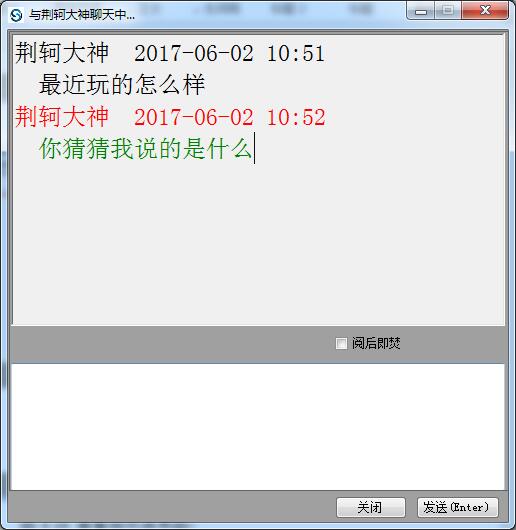 与荆轲大神聊天中...
荆轲大神 2017-06-02 10:51
最近玩的怎么样
荆轲大神 2017-06-02 10:52
你猜猜我说的是什么
阅后即焚
关闭
发送(Enter)